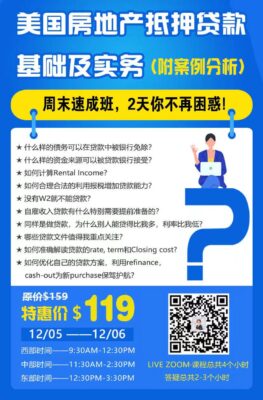 美国房地产抵押贷款
基础及实务（附案例分析）
周末速成班，2天你不再困惑!
★ 什么样的债务可以在贷款中被银行免除?
★ 什么样的资金来源可以被贷款银行接受?
★ 如何计算Rental Income?
★ 如何合理合法的利用报税增加贷款能力?
★ 没有W2就不能贷款?
★ 自雇收入贷款有什么特别需要提前准备的?
★ 同样是做贷款，为什么别人能贷得比我多，利率比我低?
★ 哪些贷款文件值得我重点关注?
★ 如何准确解读贷款的rate, term和Closing cost?
★ 如何优化自己的贷款方案，利用refinance，
cash-out为新purchase保驾护航?
原价$159
特惠价$119
12/05 ——12/06
西部时间——9:30AM-12:30PM
中部时间——11:30AM-2:30PM
东部时间——12:30PM-3:30PM
LIVE ZOOM 课程总共4个小时
答疑总共2-3个小时